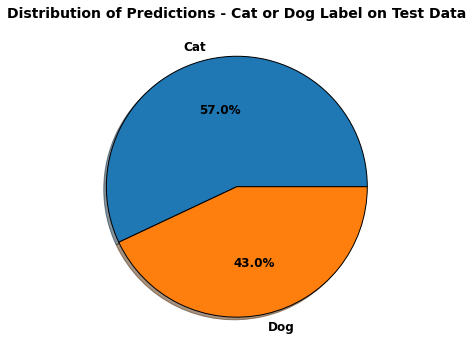 Distribution of Predictions - Cat or Dog Label on Test Data
Cat
57.0%
43.0%
Dog